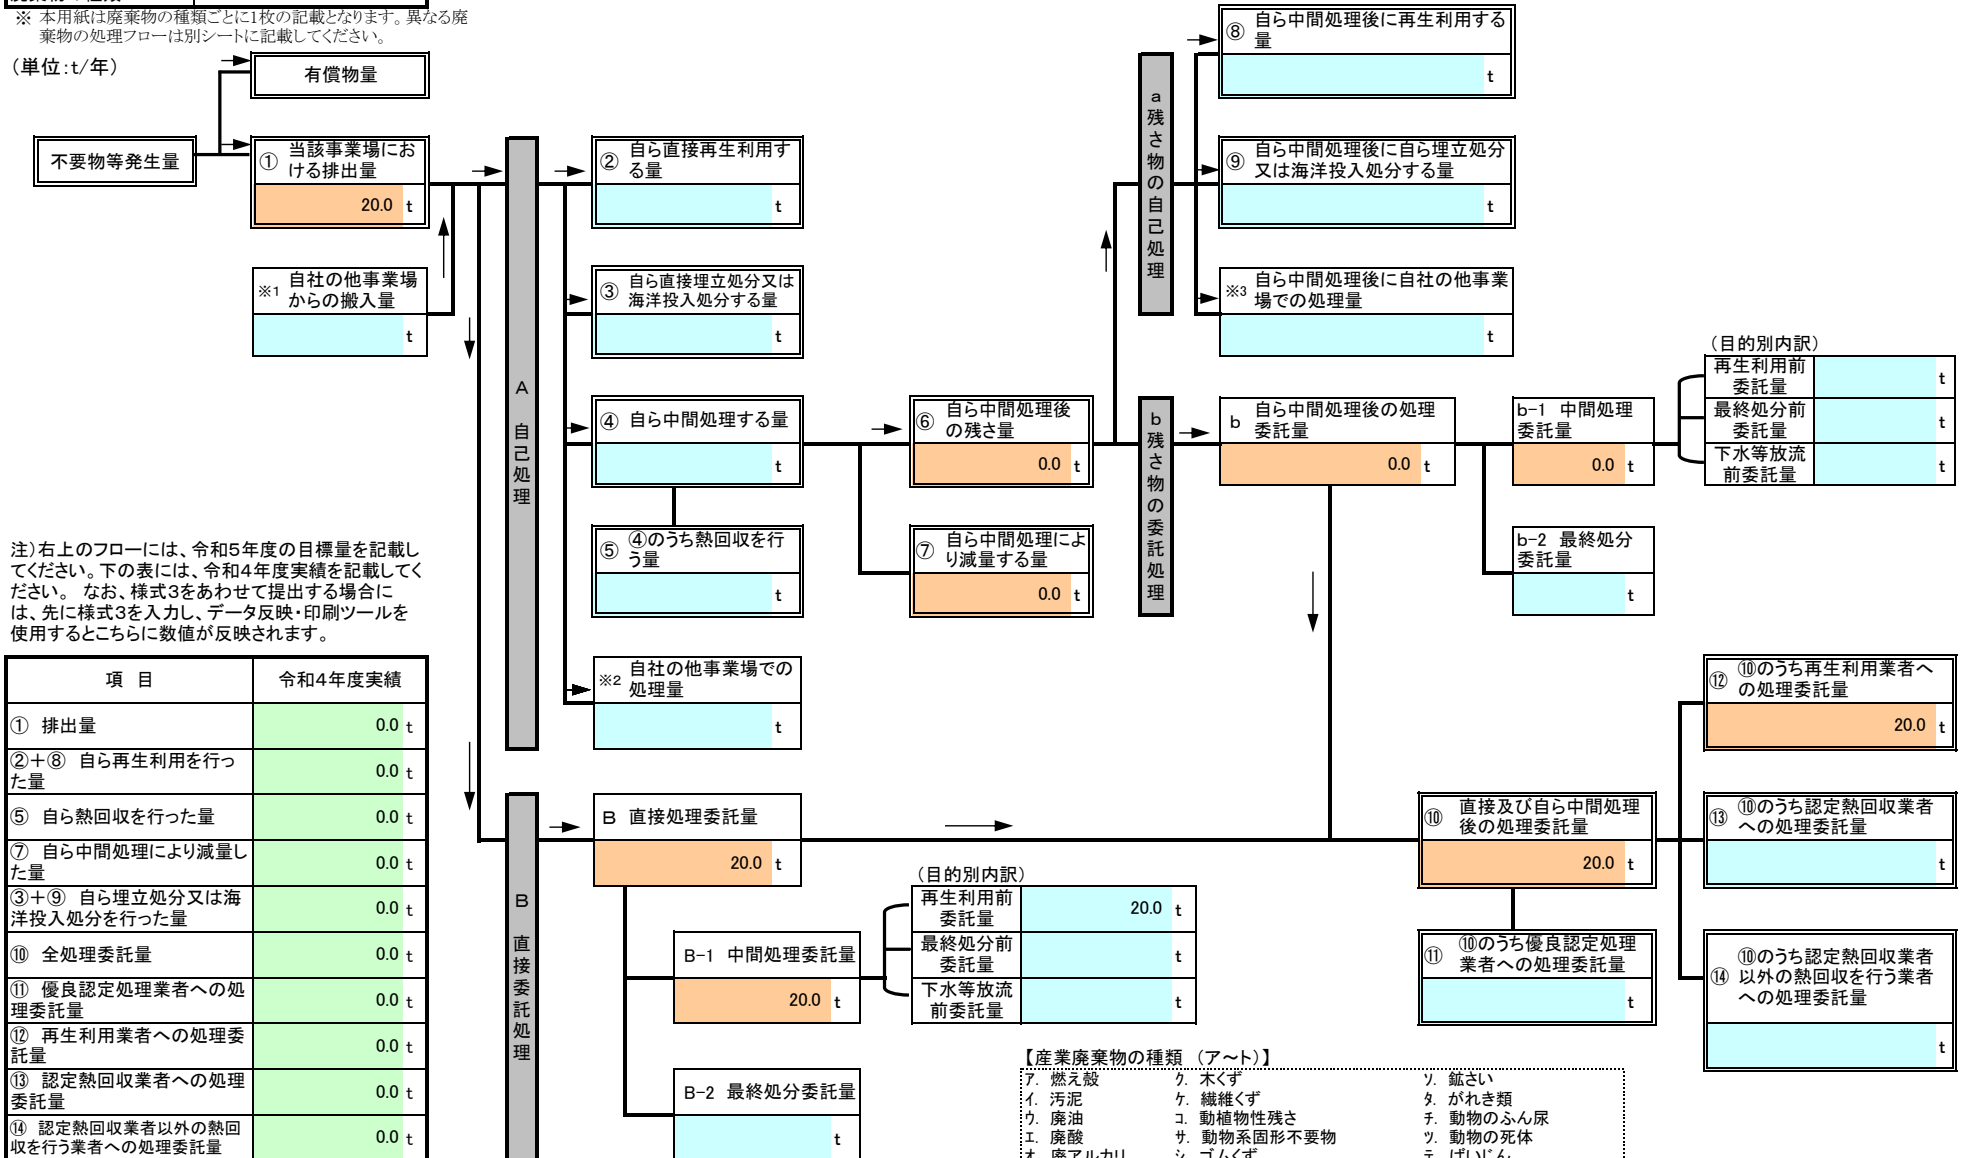 ※ 本用紙は廃棄物の種類ごとに1枚の記載となります。異なる廃
棄物の処理フローは別シートに記載してください。
（単位：t/年）
有償物量
不要物等発生量
① 当該事業場にお
ける排出量
20.0 t
※1 自社の他事業場
からの搬入量
t
A 自己処理
② 自ら直接再生利用す
る量
t
③ 自ら直接埋立処分又は
海洋投入処分する量
t
④ 自ら中間処理する量
t
⑤ ④のうち熱回収を行
う量
t
※2 自社の他事業場での
処理量
t
⑥ 自ら中間処理後
の残さ量
0.0 t
⑦ 自ら中間処理によ
り減量する量
0.0 t
a 残さ物の自己処理
⑧ 自ら中間処理後に再生利用する
量
t
⑨ 自ら中間処理後に自ら埋立処分
又は海洋投入処分する量
t
※3 自ら中間処理後に自社の他事業
場での処理量
t
b 残さ物の委託処理
b 自ら中間処理後の処理
委託量
0.0 t
b-1 中間処理
委託量
0.0 t
（目的別内訳）
再生利用前
委託量
t
最終処分前
委託量
t
下水等放流
前委託量
t
b-2 最終処分
委託量
t
注）右上のフローには、令和5年度の目標量を記載し
てください。下の表には、令和4年度実績を記載してく
ださい。 なお、様式3をあわせて提出する場合に
は、先に様式3を入力し、データ反映・印刷ツールを
使用するとこちらに数値が反映されます。
項 目 令和4年度実績
① 排出量 0.0 t
②＋⑧ 自ら再生利用を行っ
た量 0.0 t
⑤ 自ら熱回収を行った量 0.0 t
⑦ 自ら中間処理により減量し
た量 0.0 t
③＋⑨ 自ら埋立処分又は海
洋投入処分を行った量 0.0 t
⑩ 全処理委託量 0.0 t
⑪ 優良認定処理業者への処
理委託量 0.0 t
⑫ 再生利用業者への処理委
託量 0.0 t
⑬ 認定熱回収業者への処理
委託量 0.0 t
⑭ 認定熱回収業者以外の熱回
収を行う業者への処理委託量 0.0 t
B 直接委託処理
B 直接処理委託量
20.0 t
B-1 中間処理委託量
20.0 t
（目的別内訳）
再生利用前
委託量
20.0 t
最終処分前
委託量
t
下水等放流
前委託量
t
B-2 最終処分委託量
t
⑩ 直接及び自ら中間処理
後の処理委託量
20.0 t
⑪ ⑩のうち優良認定処理
業者への処理委託量
t
⑫ ⑩のうち再生利用業者へ
の処理委託量
20.0 t
⑬ ⑩のうち認定熱回収業者
への処理委託量
t
⑭ ⑩のうち認定熱回収業者
以外の熱回収を行う業者
への処理委託量
t
【産業廃棄物の種類 （ア～ト）】
ア. 燃え殻 ク. 木くず ソ. 鉱さい
イ. 汚泥 ケ. 繊維くず タ. がれき類
ウ. 廃油 コ. 動植物性残さ チ. 動物のふん尿
エ. 廃酸 サ. 動物系固形不要物 ツ. 動物の死体
オ. 廃アルカリ シ. ゴムくず テ. ばいじん